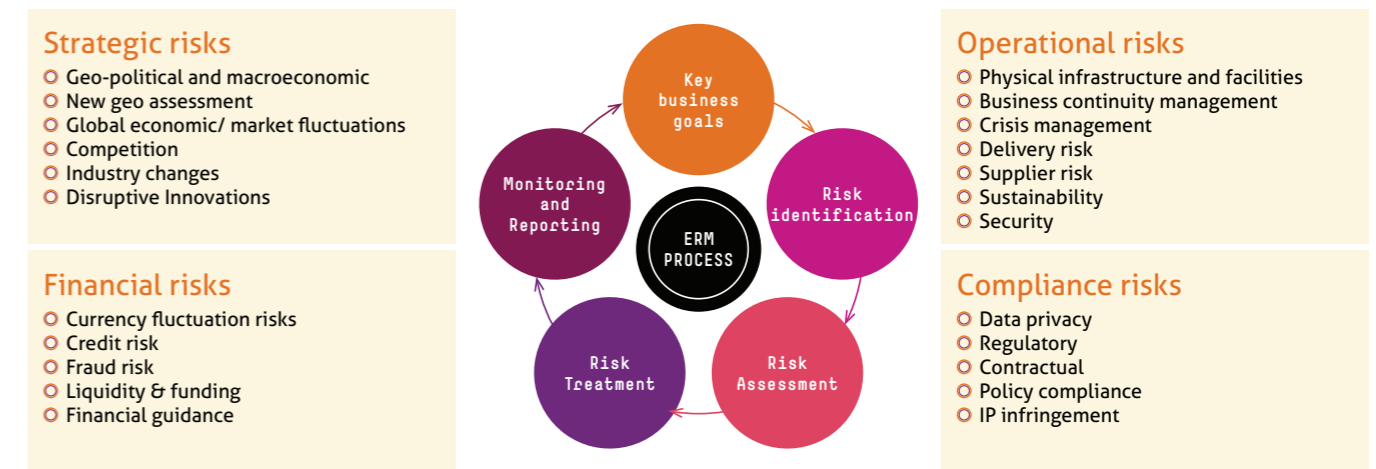 Strategic risks
Geo-political and macroeconomic
New geo assessment
Global economic/ market fluctuations
Competition
Industry changes
Disruptive Innovations
Financial risks
Currency fluctuation risks
Credit risk
Fraud risk
Liquidity & funding
Financial guidance
Key
business
goals
Risk
identification
Risk
Assessment
Risk
Treatment
Monitoring
and
Reporting
ERM
PROCESS
Operational risks
Physical infrastructure and facilities
Business continuity management
Crisis management
Delivery risk
Supplier risk
Sustainability
Security
Compliance risks
Data privacy
Regulatory
Contractual
Policy compliance
IP infringement